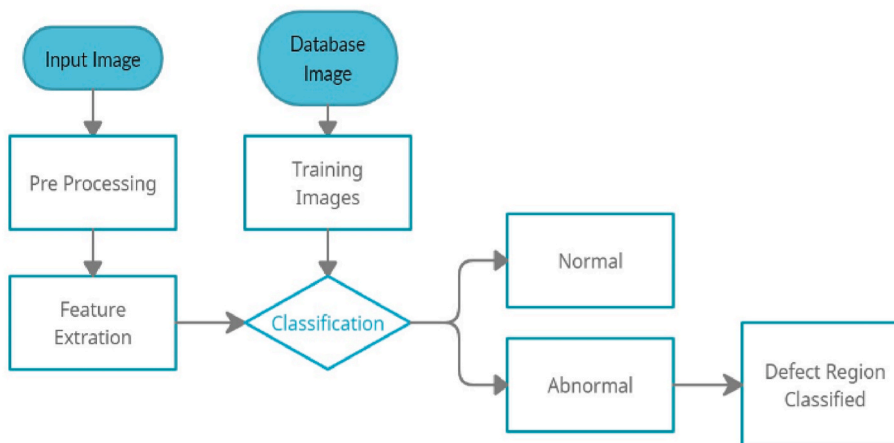 Input Image
Database
Image
Pre Processing
Training
Images
Feature
Extration
Classification
Normal
Abnormal
Defect Region
Classified